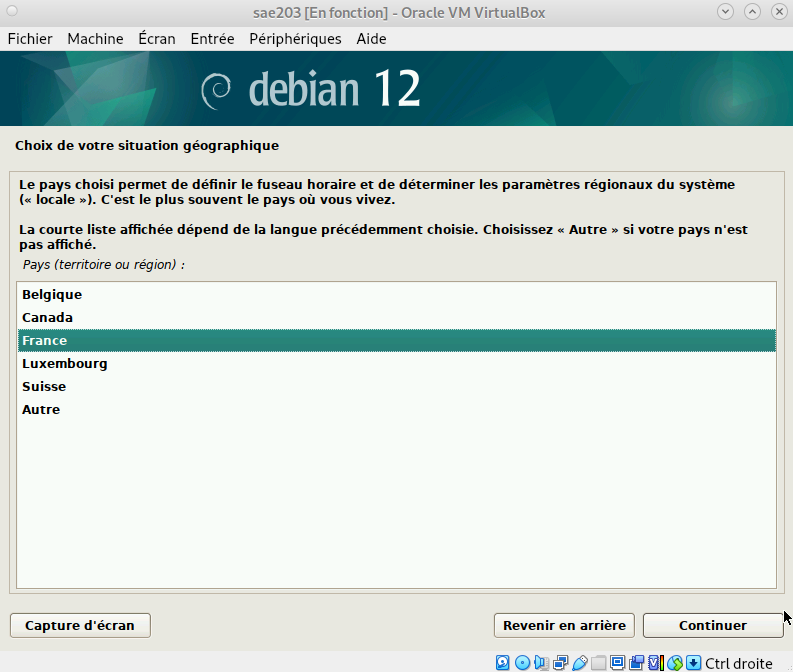 sae203 [En fonction] - Oracle VM VirtualBox
Fichier Machine Écran Entrée Périphériques Aide
debian 12
Choix de votre situation géographique
Le pays choisi permet de définir le fuseau horaire et de déterminer les paramètres régionaux du système
(« locale »). C'est le plus souvent le pays où vous vivez.
La courte liste affichée dépend de la langue précédemment choisie. Choisissez « Autre » si votre pays n'est
pas affiché.
Pays (territoire ou région) :
Belgique
Canada
France
Luxembourg
Suisse
Autre
Capture d'écran Revenir en arrière Continuer
Ctrl droite